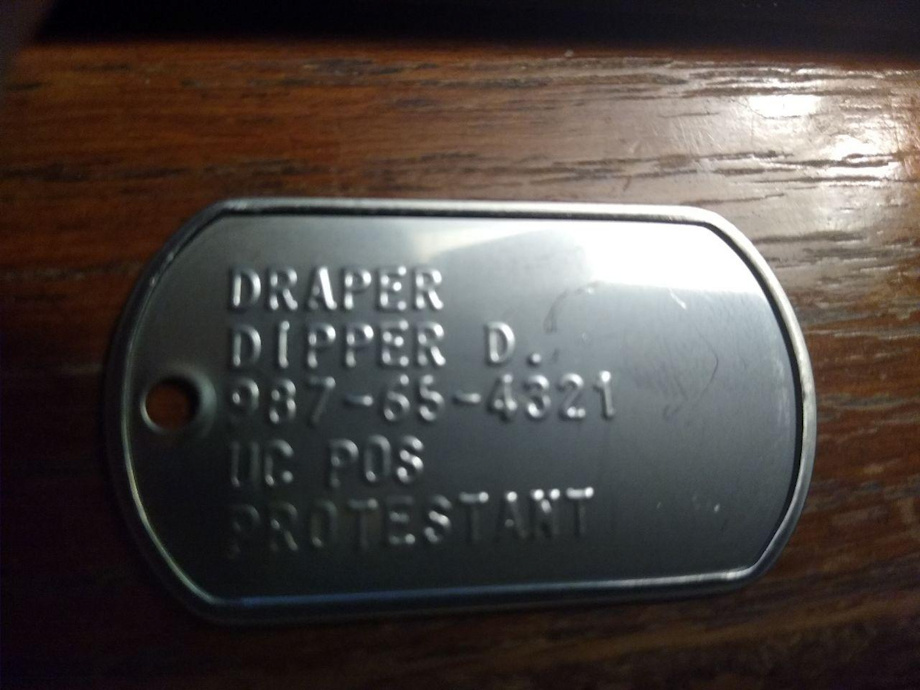 DRAPER
DIPPER D.
987-65-4321
UC POS
PROTESTANT